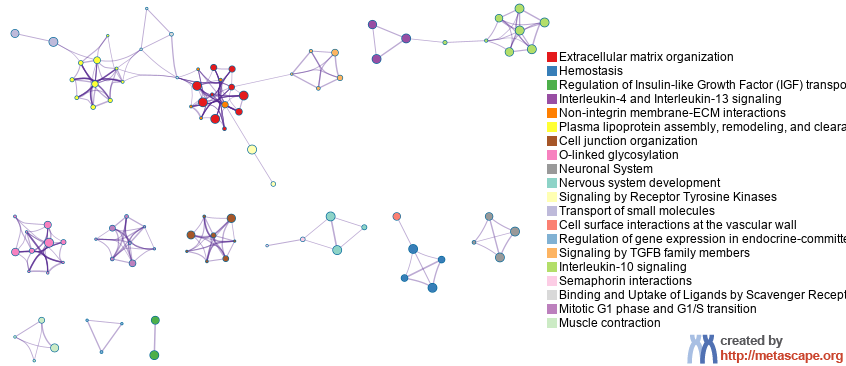 Extracellular matrix organization
Hemostasis
Regulation of Insulin-like Growth Factor (IGF) transpo
Interleukin-4 and Interleukin-13 signaling
Non-integrin membrane-ECM interactions
Plasma lipoprotein assembly, remodeling, and cleara
Cell junction organization
O-linked glycosylation
Neuronal System
Nervous system development
Signaling by Receptor Tyrosine Kinases
Transport of small molecules
Cell surface interactions at the vascular wall
Regulation of gene expression in endocrine-committe
Signaling by TGFB family members
Interleukin-10 signaling
Semaphorin interactions
Binding and Uptake of Ligands by Scavenger Recept
Mitotic G1 phase and G1/S transition
Muscle contraction
created by
http://metascape.org